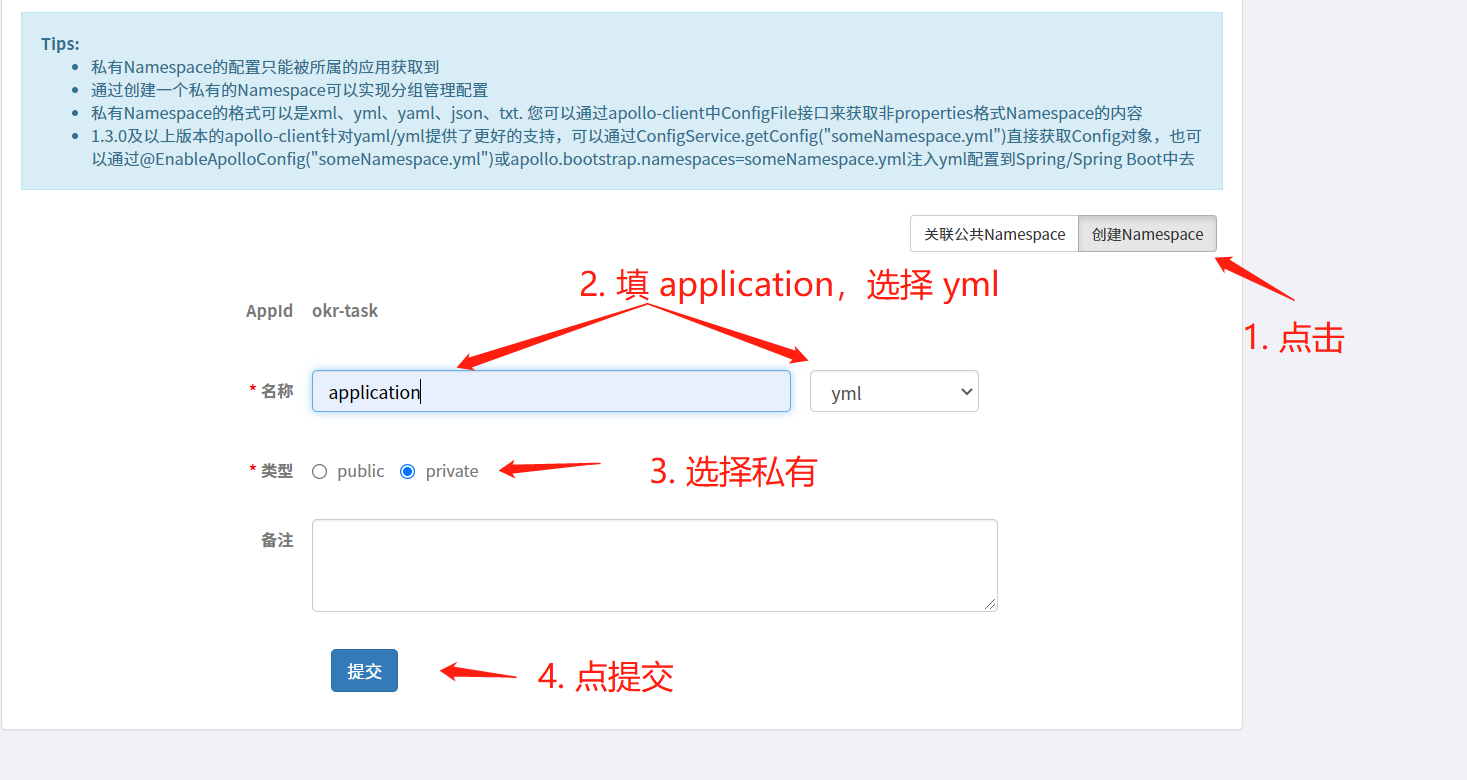 Tips:
私有Namespace的配置只能被所属的应用获取到
通过创建一个私有的Namespace可以实现分组管理配置
私有Namespace的格式可以是xml、yml、yaml、json、txt. 您可以通过apollo-client中ConfigFile接口来获取非properties格式Namespace的内容
1.3.0及以上版本的apollo-client针对yaml/yml提供了更好的支持，可以通过ConfigService.getConfig("someNamespace.yml")直接获取Config对象，也可
以通过@EnableApolloConfig("someNamespace.yml")或apollo.bootstrap.namespaces=someNamespace.yml注入yml配置到Spring/Spring Boot中去
关联公共Namespace 创建Namespace
2. 填 application，选择 yml
AppId okr-task
1. 点击
* 名称 application yml
* 类型 public private
3. 选择私有
备注
提交
4. 点提交